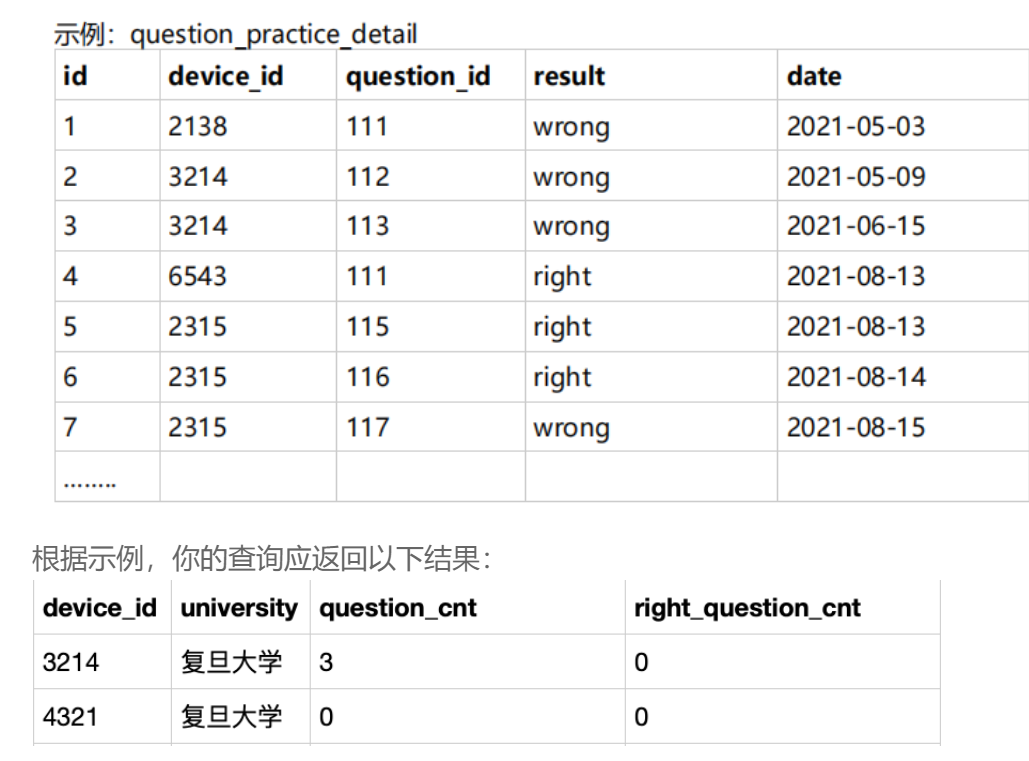 示例：question_practice_detail
id device_id question_id result date
1 2138 111 wrong 2021-05-03
2 3214 112 wrong 2021-05-09
3 3214 113 wrong 2021-06-15
4 6543 111 right 2021-08-13
5 2315 115 right 2021-08-13
6 2315 116 right 2021-08-14
7 2315 117 wrong 2021-08-15
........
根据示例，你的查询应返回以下结果：
device_id university question_cnt right_question_cnt
3214 复旦大学 3 0
4321 复旦大学 0 0